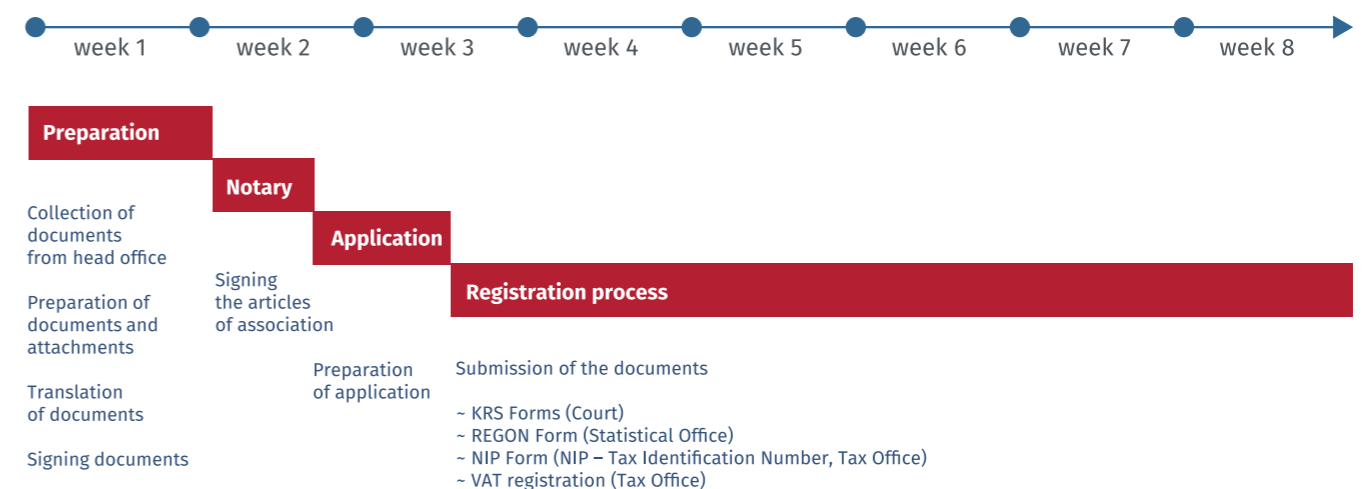 week 1 week 2 week 3 week 4 week 5 week 6 week 7 week 8
Preparation
Collection of
documents
from head office
Preparation of
documents and
attachments
Translation
of documents
Signing documents
Notary
Signing
the articles
of association
Application
Preparation
of application
Registration process
Submission of the documents
~ KRS Forms (Court)
~ REGON Form (Statistical Office)
~ NIP Form (NIP – Tax Identification Number, Tax Office)
~ VAT registration (Tax Office)